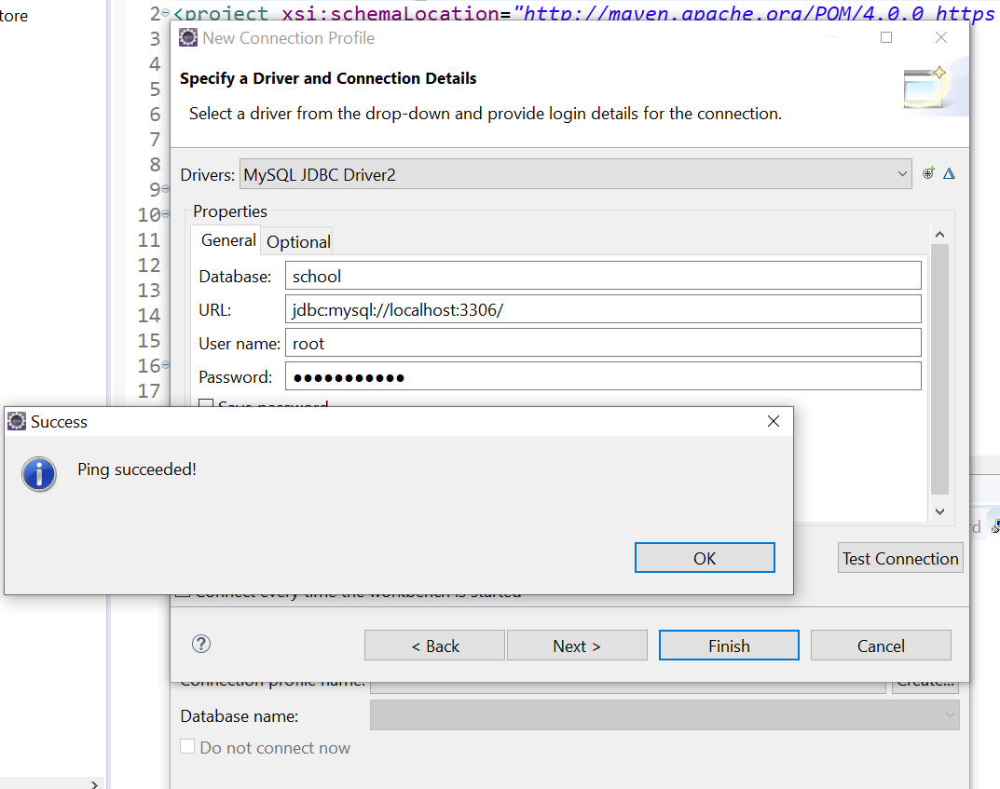 tore
2 <project xsi:schemaLocation="http://maven.apache.org/POM/4.0.0 https
3
4
5
6
7
8
9
10
11
12
13
14
15
16
17
New Connection Profile
Specify a Driver and Connection Details
Select a driver from the drop-down and provide login details for the connection.
Drivers: MySQL JDBC Driver2
Properties
General Optional
Database: school
URL: jdbc:mysql://localhost:3306/
User name: root
Password: ●●●●●●●●●●●
Save password
Success
Ping succeeded!
OK
rd
Test Connection
Connect every time the workbench is started
? < Back Next > Finish Cancel
Connection profile name: Create...
Database name:
Do not connect now